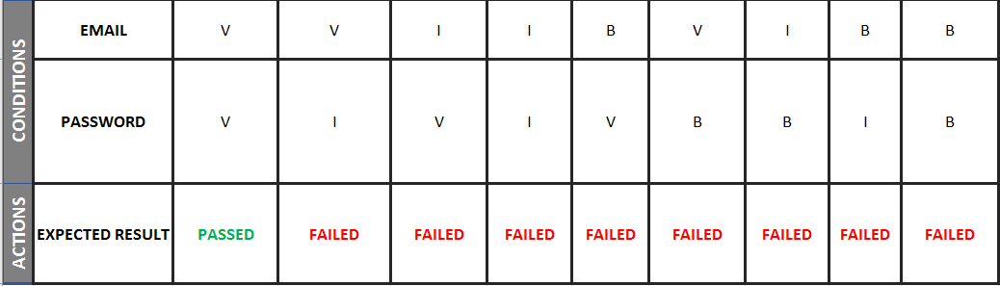 CONDITIONS
EMAIL V V I I B V I B B
PASSWORD V I V I V B B I B
ACTIONS
EXPECTED RESULT PASSED FAILED FAILED FAILED FAILED FAILED FAILED FAILED FAILED